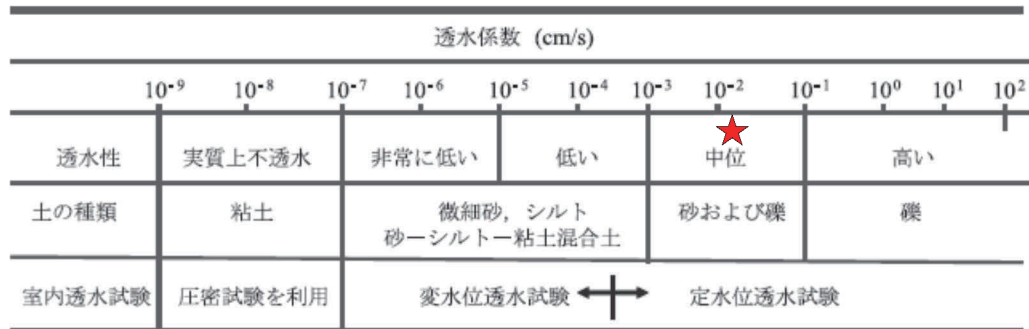 透水係数 (cm/s)
10⁻⁹ 10⁻⁸ 10⁻⁷ 10⁻⁶ 10⁻⁵ 10⁻⁴ 10⁻³ 10⁻² 10⁻¹ 10⁰ 10¹ 10²
透水性 実質上不透水 非常に低い 低い 中位 高い
土の種類 粘土 微細砂，シルト 砂および礫 礫
砂－シルト－粘土混合土
室内透水試験 圧密試験を利用 変水位透水試験 定水位透水試験